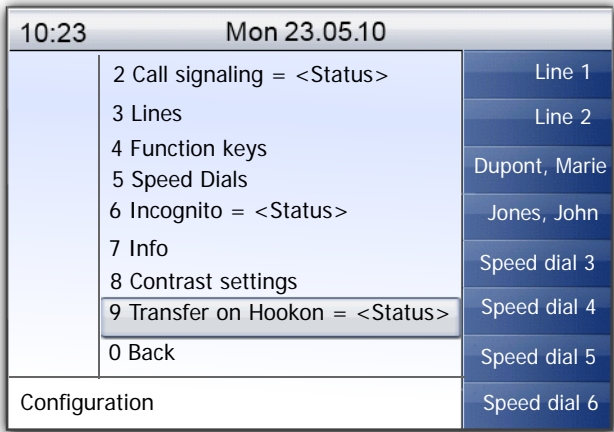 10:23 Mon 23.05.10
2 Call signaling = <Status>
3 Lines
4 Function keys
5 Speed Dials
6 Incognito = <Status>
7 Info
8 Contrast settings
9 Transfer on Hookon = <Status>
0 Back
Configuration
Line 1
Line 2
Dupont, Marie
Jones, John
Speed dial 3
Speed dial 4
Speed dial 5
Speed dial 6